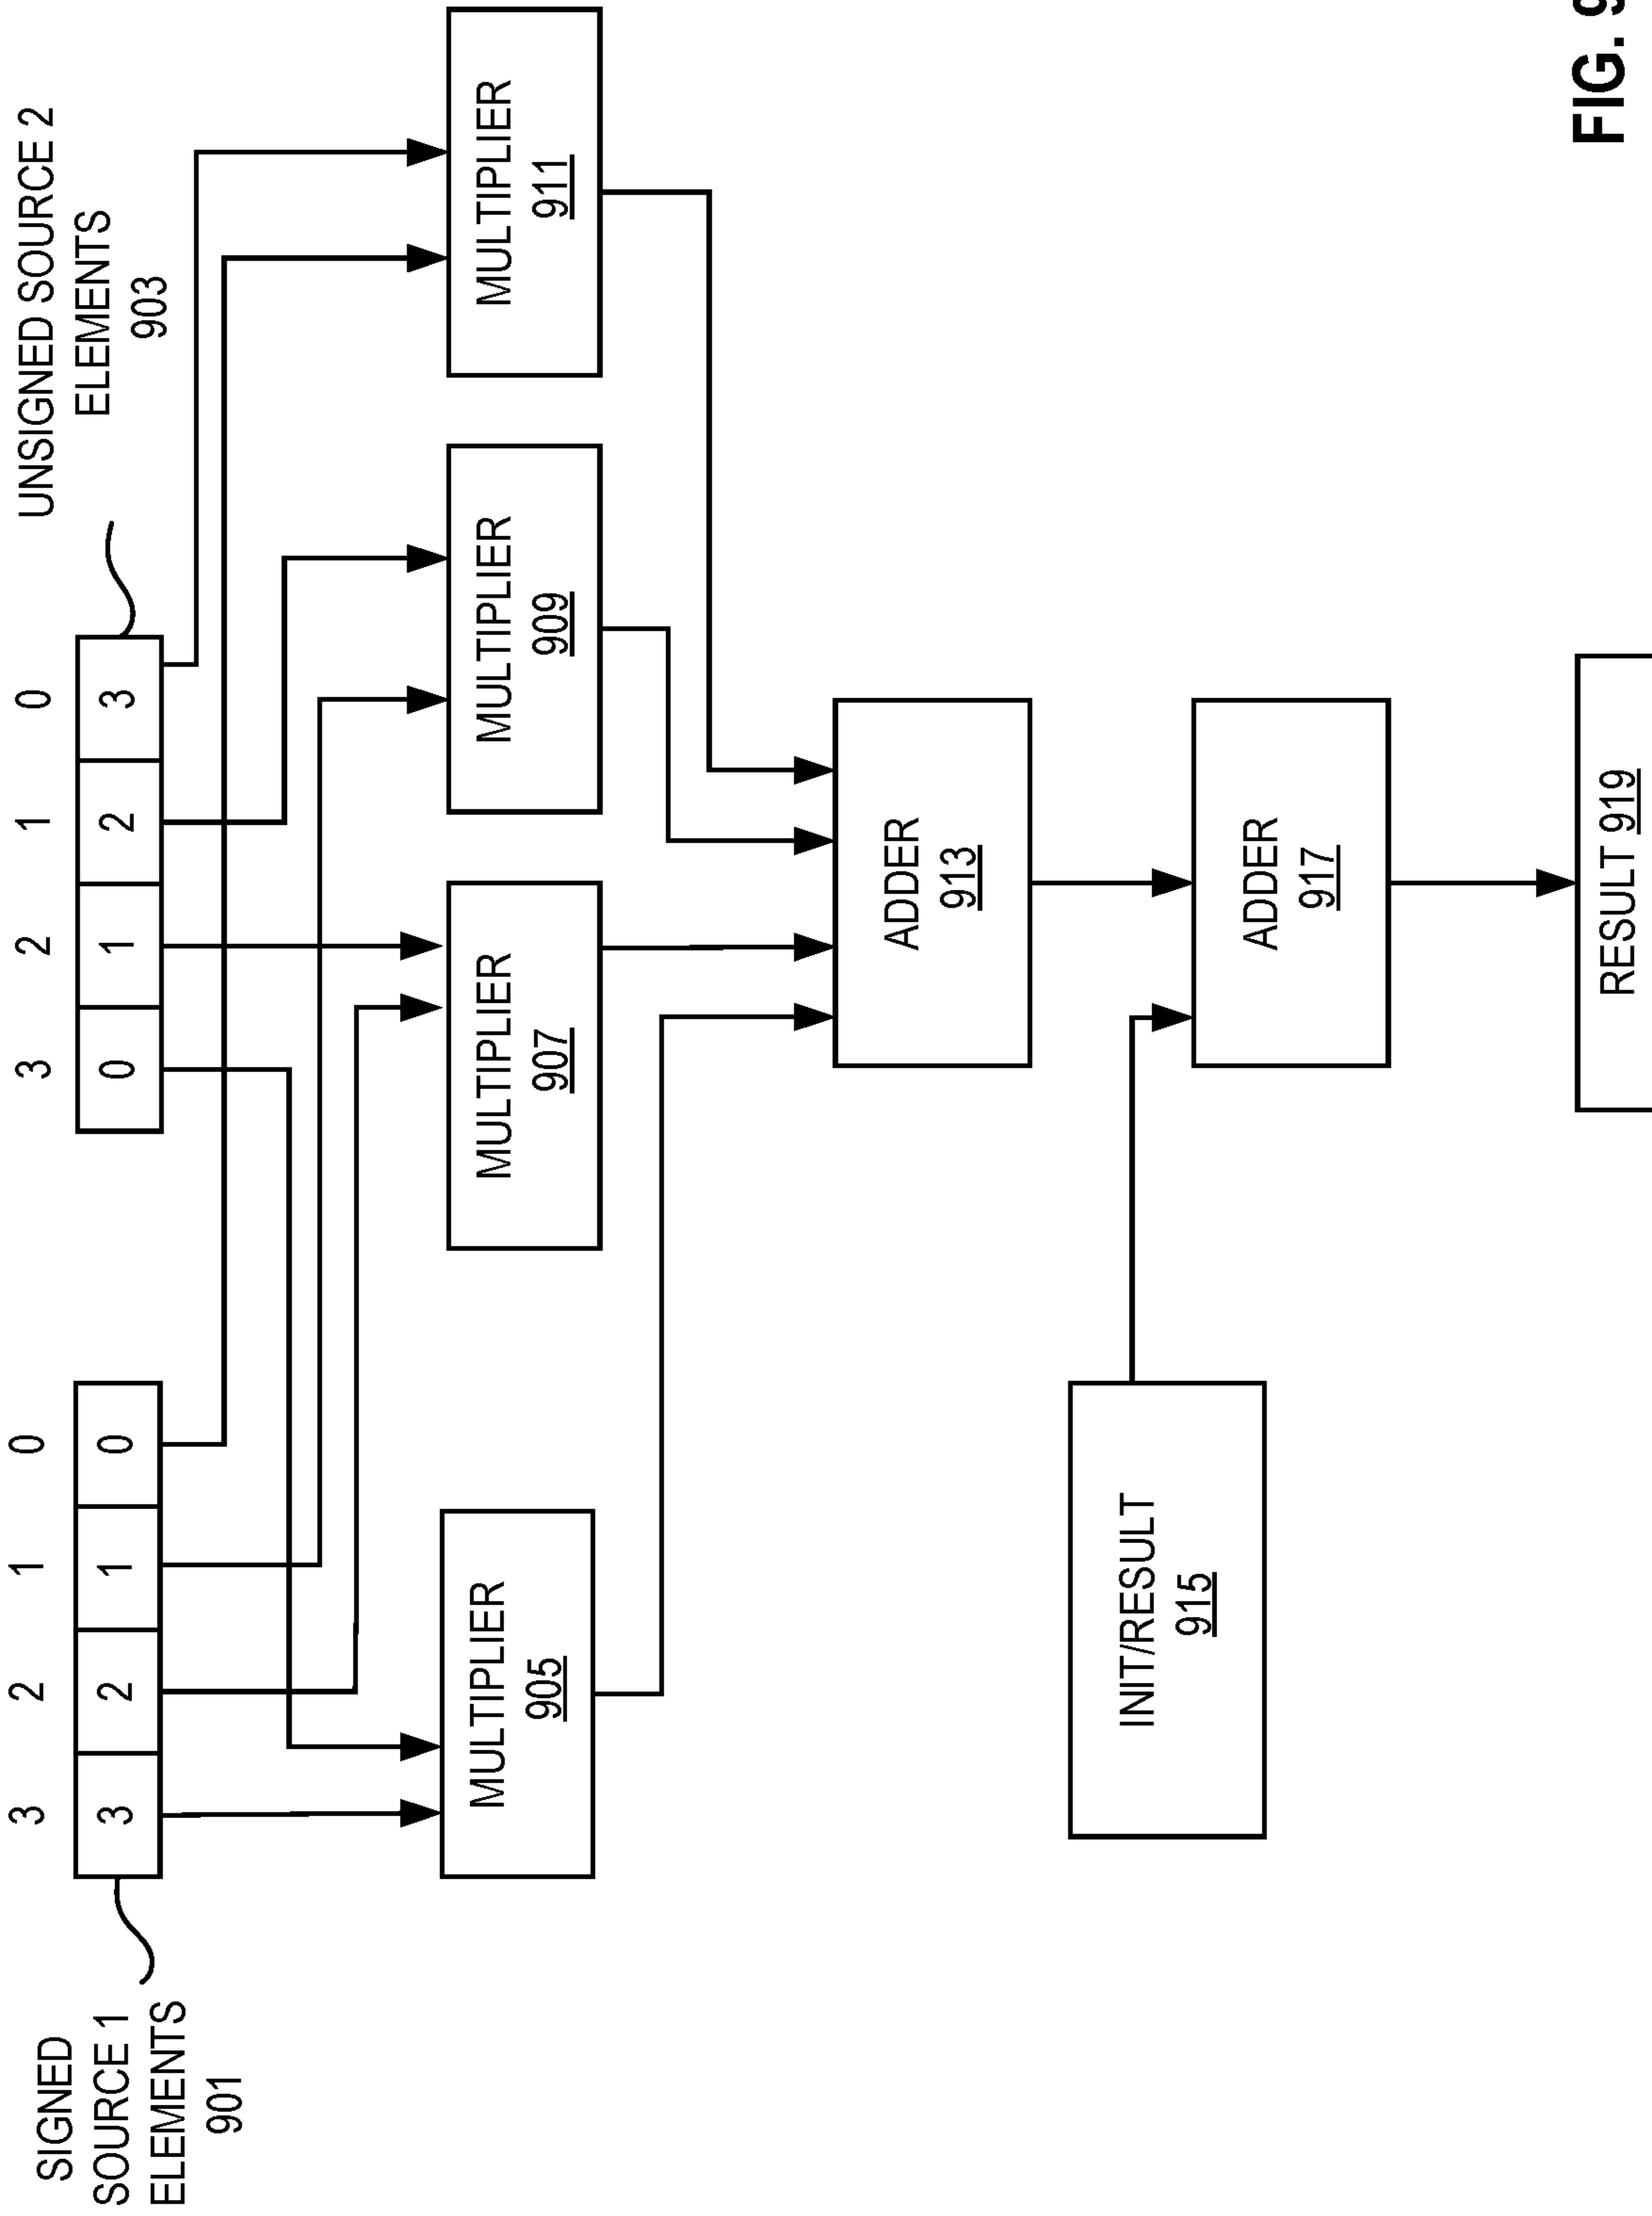 SIGNED
SOURCE 1
ELEMENTS
901
3 2 1 0
3 2 1 0
UNSIGNED SOURCE 2
ELEMENTS
903
3 2 1 0
0 1 2 3
MULTIPLIER
905
MULTIPLIER
907
MULTIPLIER
909
MULTIPLIER
911
ADDER
913
INIT/RESULT
915
ADDER
917
RESULT 919
FIG. 9